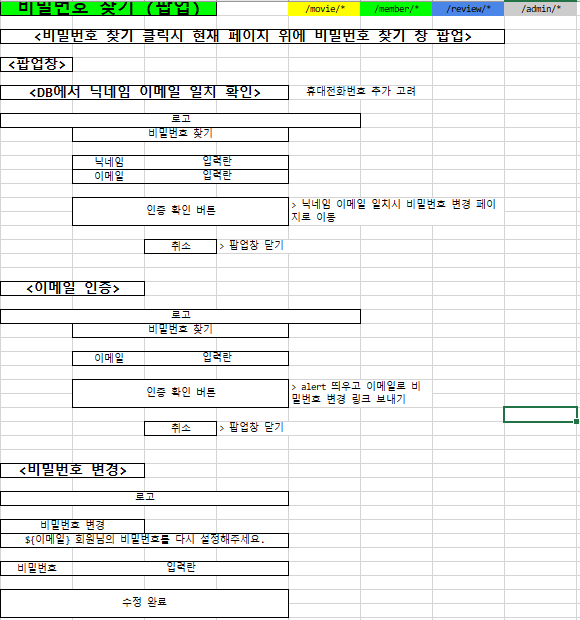 비밀번호 찾기 (팝업) /movie/* /member/* /review/* /admin/*
<비밀번호 찾기 클릭시 현재 페이지 위에 비밀번호 찾기 창 팝업>
<팝업창>
<DB에서 닉네임 이메일 일치 확인> 휴대전화번호 추가 고려
로고
비밀번호 찾기
닉네임 입력란
이메일 입력란
인증 확인 버튼
> 닉네임 이메일 일치시 비밀번호 변경 페이
지로 이동
취소 > 팝업창 닫기
<이메일 인증>
로고
비밀번호 찾기
이메일 입력란
인증 확인 버튼
> alert 띄우고 이메일로 비
밀번호 변경 링크 보내기
취소 > 팝업창 닫기
<비밀번호 변경>
로고
비밀번호 변경
${이메일} 회원님의 비밀번호를 다시 설정해주세요.
비밀번호 입력란
수정 완료